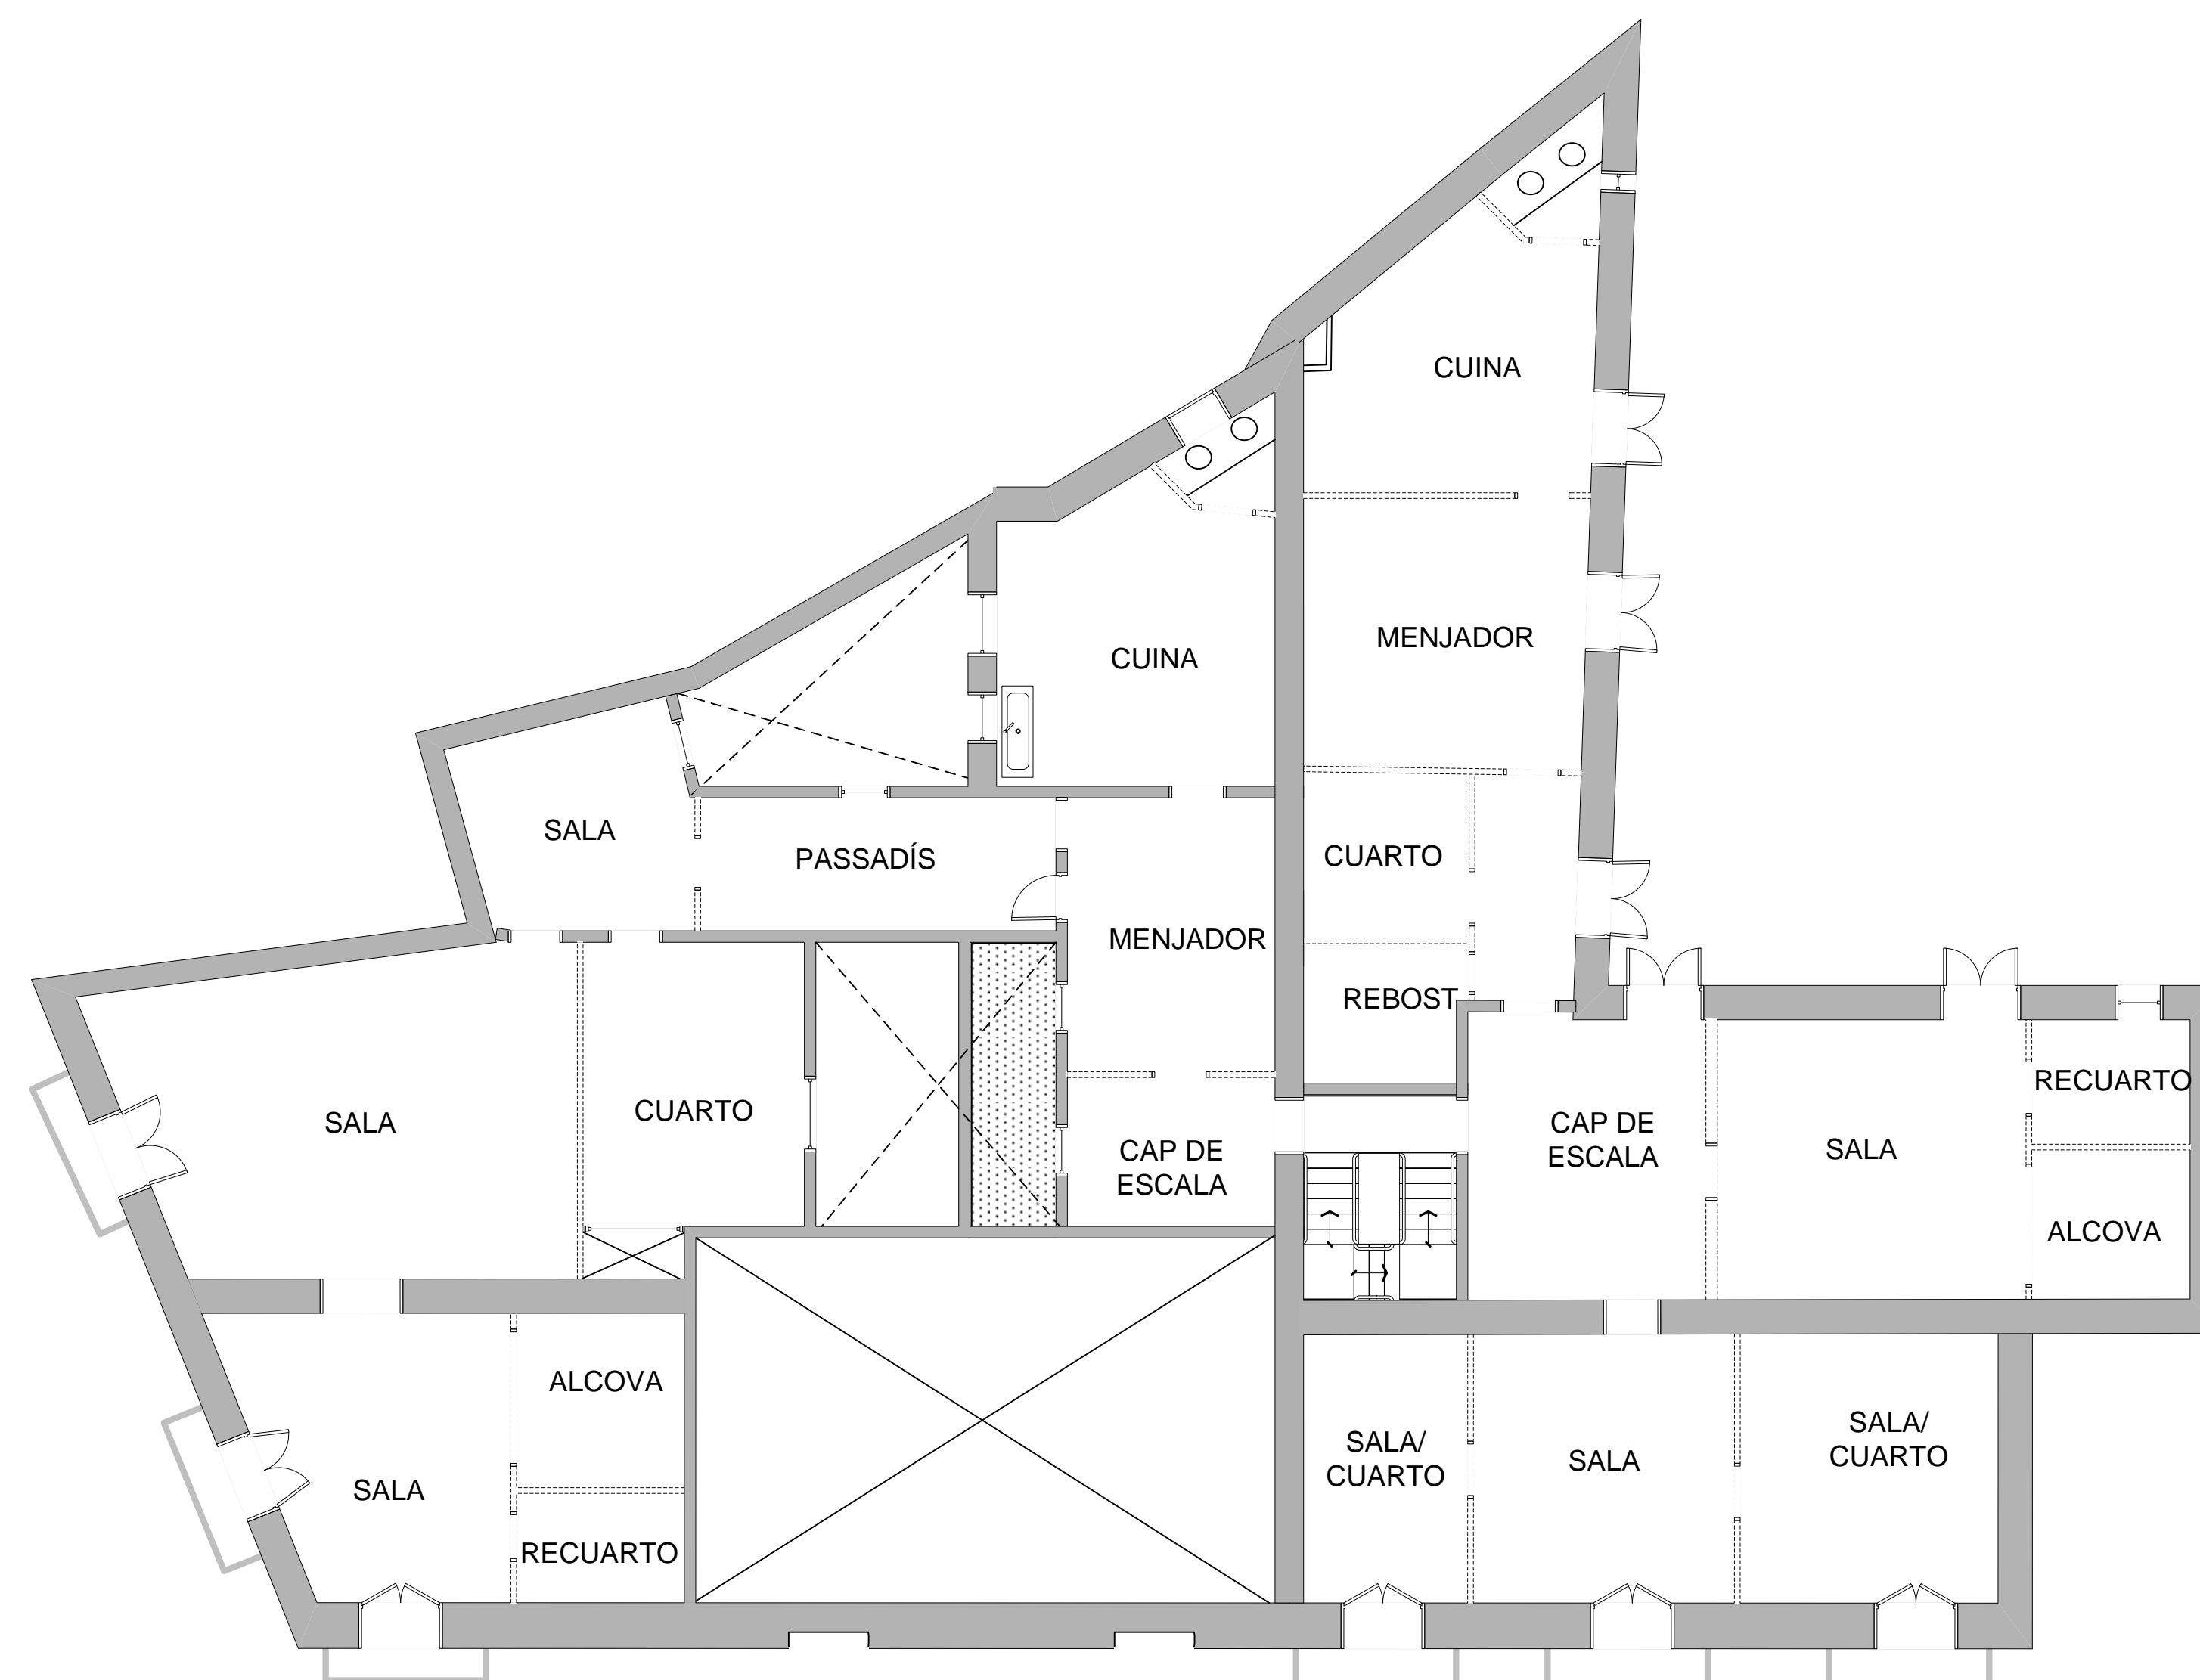 CUINA
MENJADOR
CUINA
SALA
PASSADÍS
CUARTO
MENJADOR
REBOST
RECUARTO
SALA
CUARTO
CAP DE
ESCALA
CAP DE
ESCALA
SALA
ALCOVA
ALCOVA
SALA/
CUARTO
SALA
SALA/
CUARTO
SALA
RECUARTO